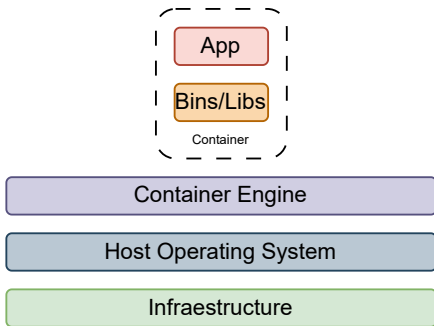 App
Bins/Libs
Container
Container Engine
Host Operating System
Infraestructure